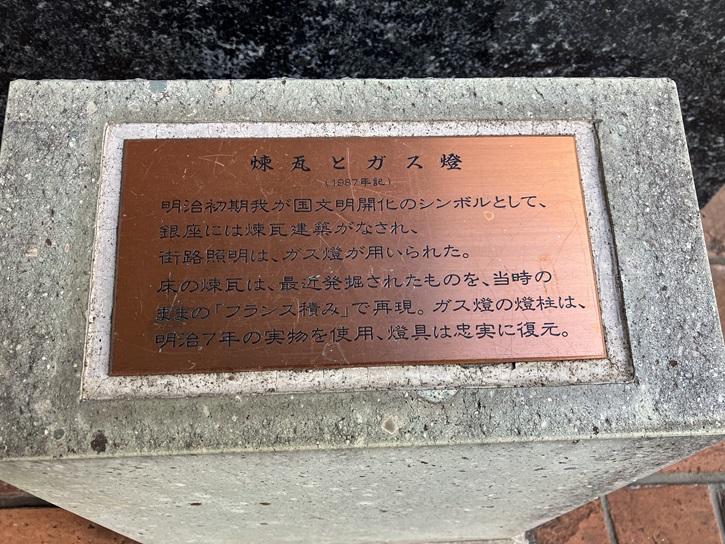 煉瓦とガス燈
(1987年記)
明治初期我が国文明開化のシンボルとして、
銀座には煉瓦建築がなされ、
街路照明は、ガス燈が用いられた。
床の煉瓦は、最近発掘されたものを、当時の
ままの「フランス積み」で再現。ガス燈の燈柱は、
明治7年の実物を使用、燈具は忠実に復元。